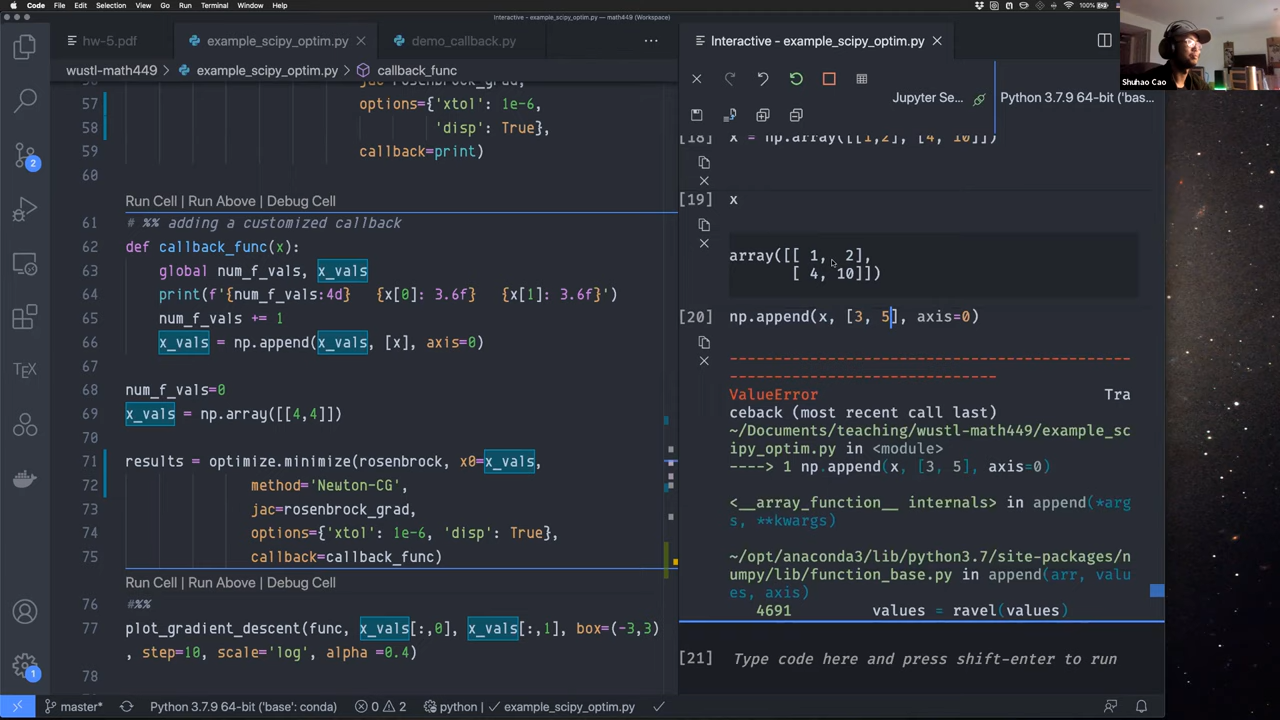 Code File Edit Selection View Go Run Terminal Window Help
100%
Interactive - example_scipy_optim.py — math449 (Workspace)
hw-5.pdf example_scipy_optim.py demo_callback.py
wustl-math449 example_scipy_optim.py callback_func
57 options={'xtol': 1e-6,
58 'disp': True},
59 callback=print)
60
Run Cell | Run Above | Debug Cell
61 # %% adding a customized callback
62 def callback_func(x):
63 global num_f_vals, x_vals
64 print(f'{num_f_vals:4d} {x[0]: 3.6f} {x[1]: 3.6f}')
65 num_f_vals += 1
66 x_vals = np.append(x_vals, [x], axis=0)
67
68 num_f_vals=0
69 x_vals = np.array([[4,4]])
70
71 results = optimize.minimize(rosenbrock, x0=x_vals,
72 method='Newton-CG',
73 jac=rosenbrock_grad,
74 options={'xtol': 1e-6, 'disp': True},
75 callback=callback_func)
Run Cell | Run Above | Debug Cell
76 #%%
77 plot_gradient_descent(func, x_vals[:,0], x_vals[:,1], box=(-3,3)
, step=10, scale='log', alpha =0.4)
78
Interactive - example_scipy_optim.py
Jupyter Se... Python 3.7.9 64-bit ('base'...
[18] x = np.array([[1,2], [4, 10]])
[19] x
array([[ 1, 2],
[ 4, 10]])
[20] np.append(x, [3, 5], axis=0)
ValueError Tra
ceback (most recent call last)
~/Documents/teaching/wustl-math449/example_sc
ipy_optim.py in <module>
----> 1 np.append(x, [3, 5], axis=0)
<__array_function__ internals> in append(*arg
s, **kwargs)
~/opt/anaconda3/lib/python3.7/site-packages/n
umpy/lib/function_base.py in append(arr, valu
es, axis)
4691 values = ravel(values)
[21] Type code here and press shift-enter to run
Shuhao Cao
TEX
2
1
master* Python 3.7.9 64-bit ('base': conda) 0 2 python example_scipy_optim.py